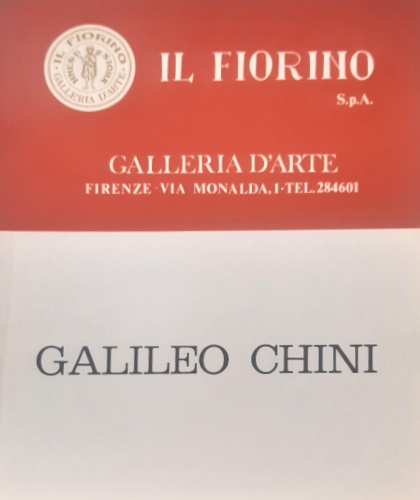 IL FIORINO
GALLERIA D'ARTE
IL FIORINO
S.p.A.
GALLERIA D'ARTE
FIRENZE-VIA MONALDA,1·TEL.284601
GALILEO CHINI